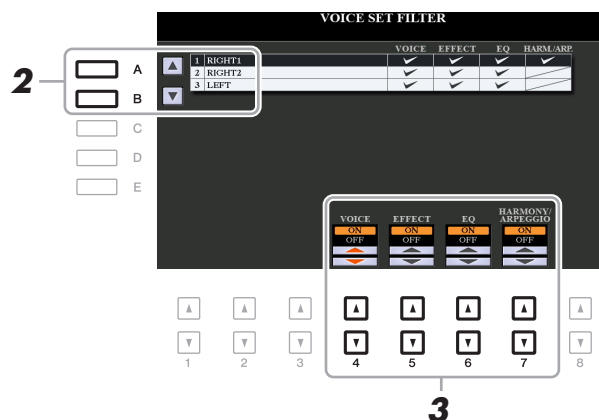 VOICE SET FILTER
VOICE EFFECT EQ HARM./ARP.
1 RIGHT1
2 RIGHT2
3 LEFT
2
A
B
C
D
E
VOICE EFFECT EQ HARMONY/ARPEGGIO
ON ON ON ON
OFF OFF OFF OFF
1 2 3 4 5 6 7 8
3